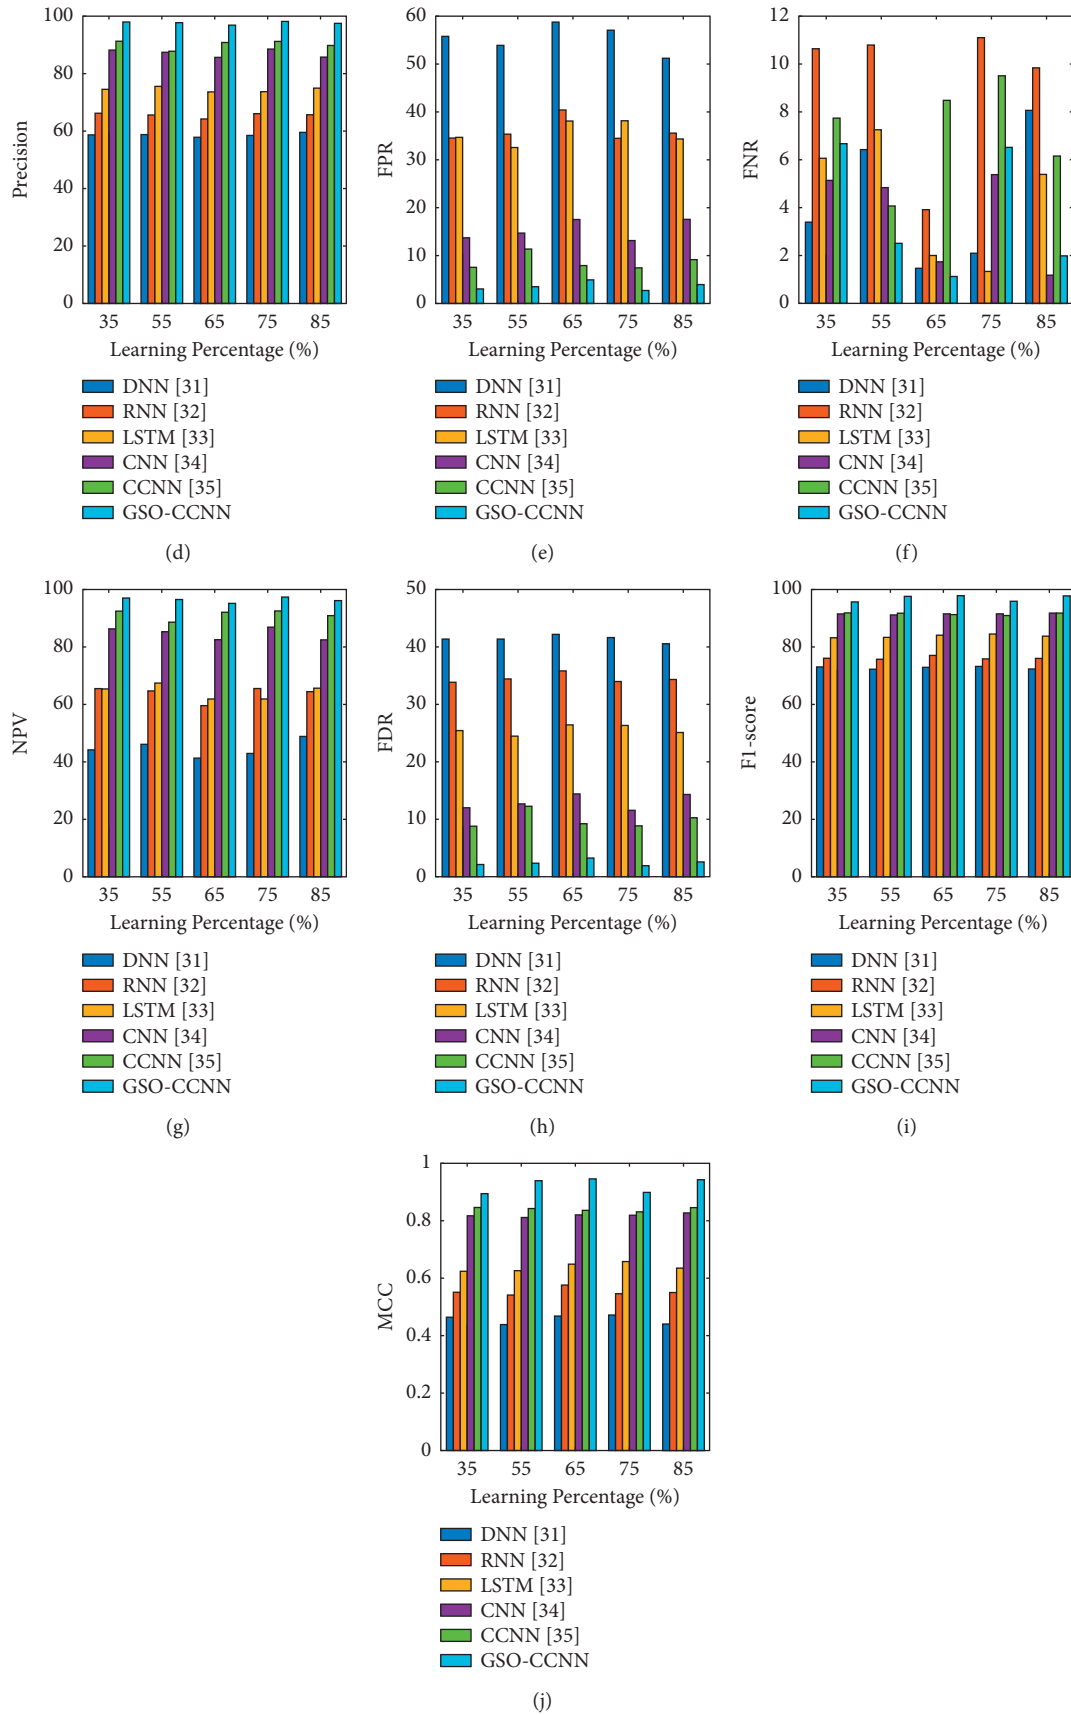 100
80
60
40
20
0
Precision
35 55 65 75 85
Learning Percentage (%)
DNN [31]
RNN [32]
LSTM [33]
CNN [34]
CCNN [35]
GSO-CCNN
(d)
60
50
40
30
20
10
0
FPR
35 55 65 75 85
Learning Percentage (%)
DNN [31]
RNN [32]
LSTM [33]
CNN [34]
CCNN [35]
GSO-CCNN
(e)
12
10
8
6
4
2
0
FNR
35 55 65 75 85
Learning Percentage (%)
DNN [31]
RNN [32]
LSTM [33]
CNN [34]
CCNN [35]
GSO-CCNN
(f)
100
80
60
40
20
0
NPV
35 55 65 75 85
Learning Percentage (%)
DNN [31]
RNN [32]
LSTM [33]
CNN [34]
CCNN [35]
GSO-CCNN
(g)
50
40
30
20
10
0
FDR
35 55 65 75 85
Learning Percentage (%)
DNN [31]
RNN [32]
LSTM [33]
CNN [34]
CCNN [35]
GSO-CCNN
(h)
100
80
60
40
20
0
F1-score
35 55 65 75 85
Learning Percentage (%)
DNN [31]
RNN [32]
LSTM [33]
CNN [34]
CCNN [35]
GSO-CCNN
(i)
1
0.8
0.6
0.4
0.2
0
MCC
35 55 65 75 85
Learning Percentage (%)
DNN [31]
RNN [32]
LSTM [33]
CNN [34]
CCNN [35]
GSO-CCNN
(j)